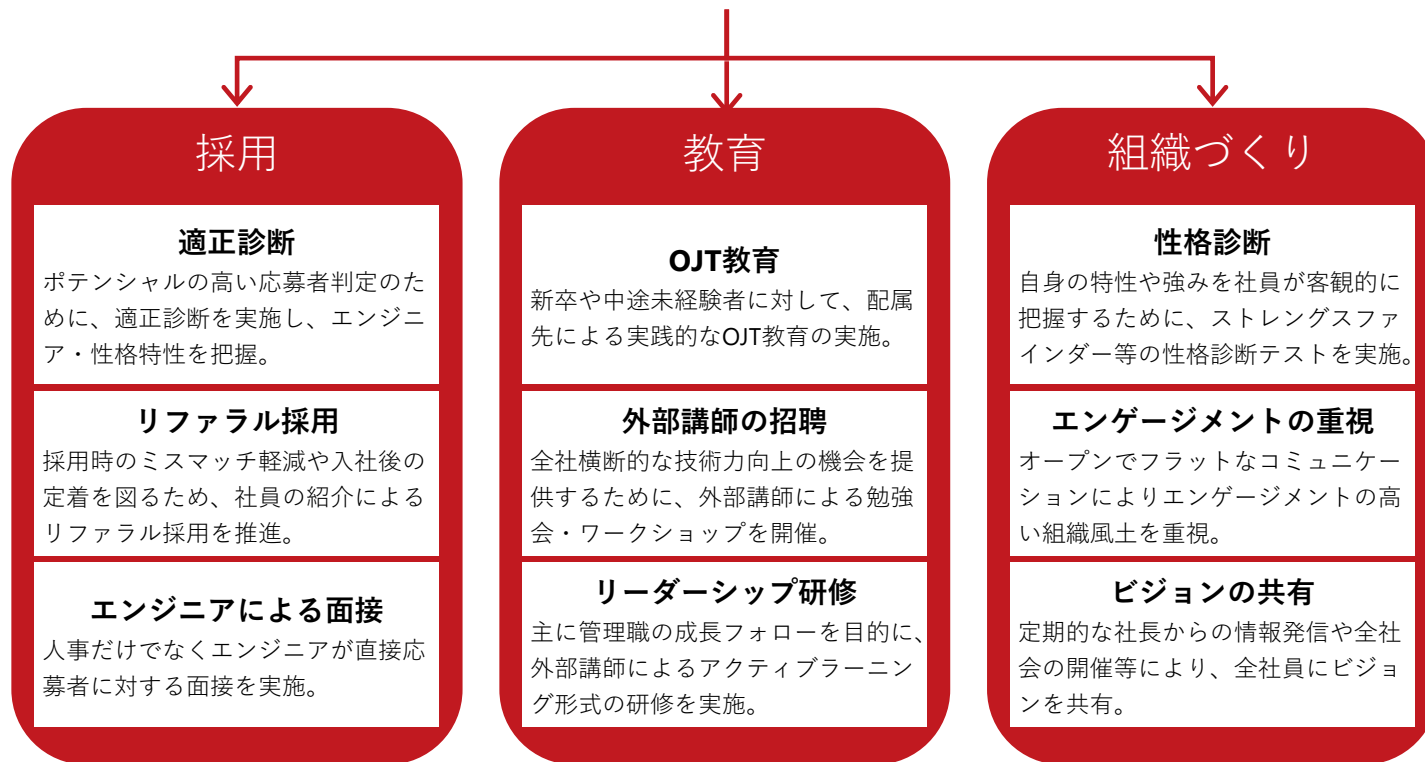 採用
適正診断
ポテンシャルの高い応募者判定のた
めに、適正診断を実施し、エンジニ
ア・性格特性を把握。
リファラル採用
採用時のミスマッチ軽減や入社後の
定着を図るため、社員の紹介による
リファラル採用を推進。
エンジニアによる面接
人事だけでなくエンジニアが直接応
募者に対する面接を実施。
教育
OJT教育
新卒や中途未経験者に対して、配属
先による実践的なOJT教育の実施。
外部講師の招聘
全社横断的な技術力向上の機会を提
供するために、外部講師による勉強
会・ワークショップを開催。
リーダーシップ研修
主に管理職の成長フォローを目的に、
外部講師によるアクティブラーニン
グ形式の研修を実施。
組織づくり
性格診断
自身の特性や強みを社員が客観的に
把握するために、ストレングスファ
インダー等の性格診断テストを実施。
エンゲージメントの重視
オープンでフラットなコミュニケー
ションによりエンゲージメントの高
い組織風土を重視。
ビジョンの共有
定期的な社長からの情報発信や全社
会の開催等により、全社員にビジョ
ンを共有。